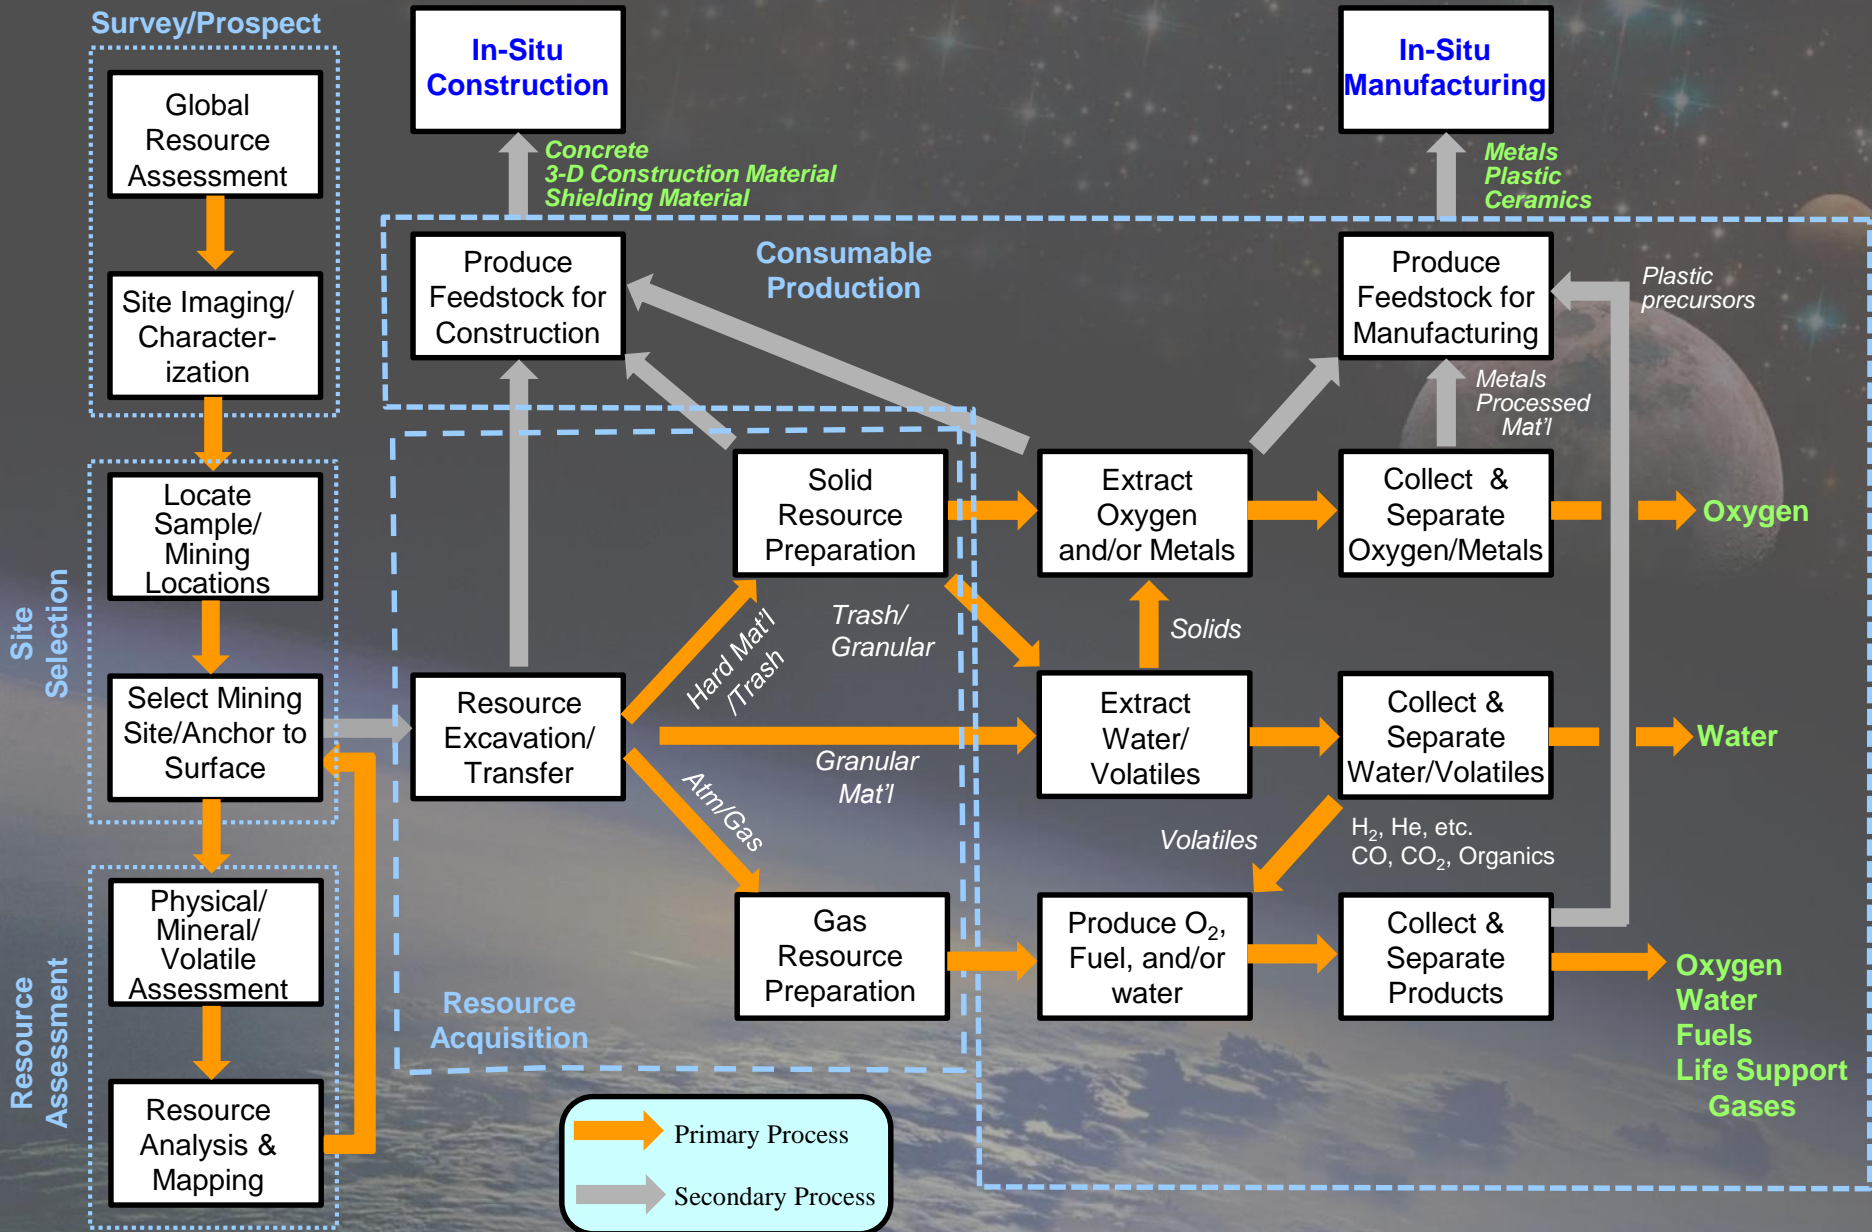 Survey/Prospect
Global
Resource
Assessment
Site Imaging/
Character-
ization
Site
Selection
Locate
Sample/
Mining
Locations
Select Mining
Site/Anchor to
Surface
Resource
Assessment
Physical/
Mineral/
Volatile
Assessment
Resource
Analysis &
Mapping
In-Situ
Construction
Concrete
3-D Construction Material
Shielding Material
In-Situ
Manufacturing
Metals
Plastic
Ceramics
Consumable
Production
Produce
Feedstock for
Construction
Produce
Feedstock for
Manufacturing
Plastic
precursors
Metals
Processed
Mat'l
Resource
Acquisition
Resource
Excavation/
Transfer
Hard Mat'l
/Trash
Granular
Mat'l
Atm/Gas
Solid
Resource
Preparation
Trash/
Granular
Gas
Resource
Preparation
Extract
Oxygen
and/or Metals
Collect &
Separate
Oxygen/Metals
Oxygen
Solids
Extract
Water/
Volatiles
Collect &
Separate
Water/Volatiles
Water
Volatiles
H₂, He, etc.
CO, CO₂, Organics
Produce O₂,
Fuel, and/or
water
Collect &
Separate
Products
Oxygen
Water
Fuels
Life Support
Gases
Primary Process
Secondary Process